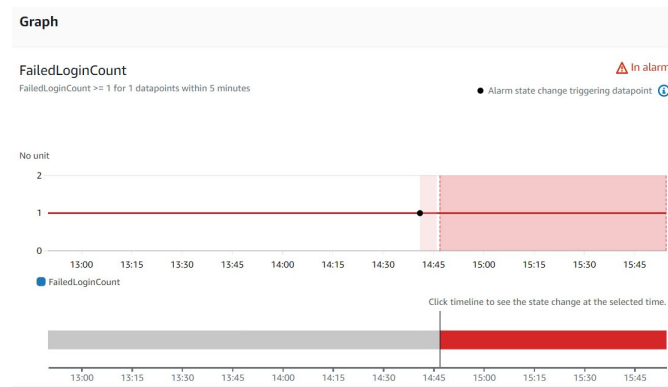 Graph
FailedLoginCount
In alarm
FailedLoginCount >= 1 for 1 datapoints within 5 minutes
Alarm state change triggering datapoint
No unit
2
1
0
13:00 13:15 13:30 13:45 14:00 14:15 14:30 14:45 15:00 15:15 15:30 15:45
FailedLoginCount
Click timeline to see the state change at the selected time.
13:00 13:15 13:30 13:45 14:00 14:15 14:30 14:45 15:00 15:15 15:30 15:45